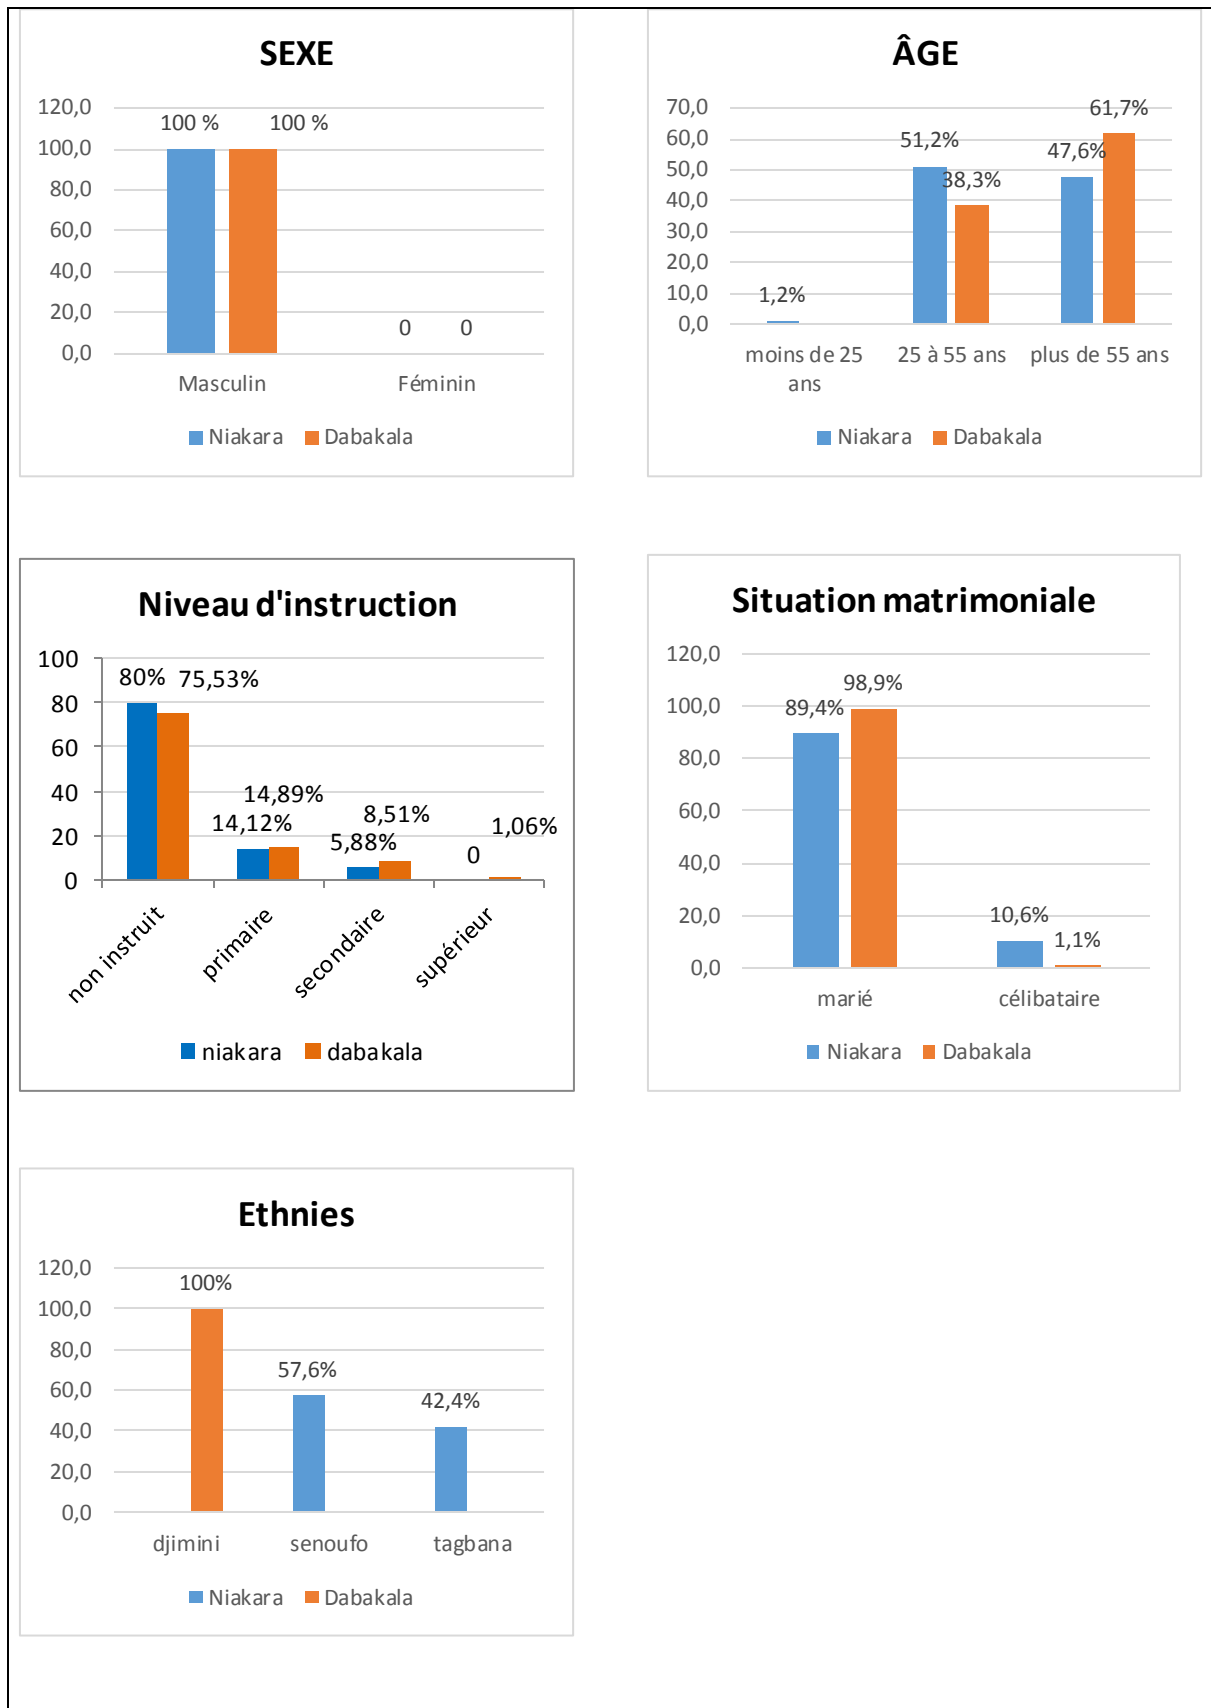 SEXE
120,0
100,0
80,0
60,0
40,0
20,0
0,0
100 % 100 %
0 0
Masculin Féminin
Niakara Dabakala
ÂGE
70,0
60,0
50,0
40,0
30,0
20,0
10,0
0,0
1,2%
51,2%
38,3%
47,6%
61,7%
moins de 25 ans
25 à 55 ans
plus de 55 ans
Niakara Dabakala
Niveau d'instruction
100
80
60
40
20
0
80% 75,53%
14,12%
14,89%
5,88%
8,51%
0
1,06%
non instruit
primaire
secondaire
supérieur
niakara dabakala
Situation matrimoniale
120,0
100,0
80,0
60,0
40,0
20,0
0,0
89,4%
98,9%
10,6%
1,1%
marié célibataire
Niakara Dabakala
Ethnies
120,0
100,0
80,0
60,0
40,0
20,0
0,0
100%
57,6%
42,4%
djimini senoufo tagbana
Niakara Dabakala